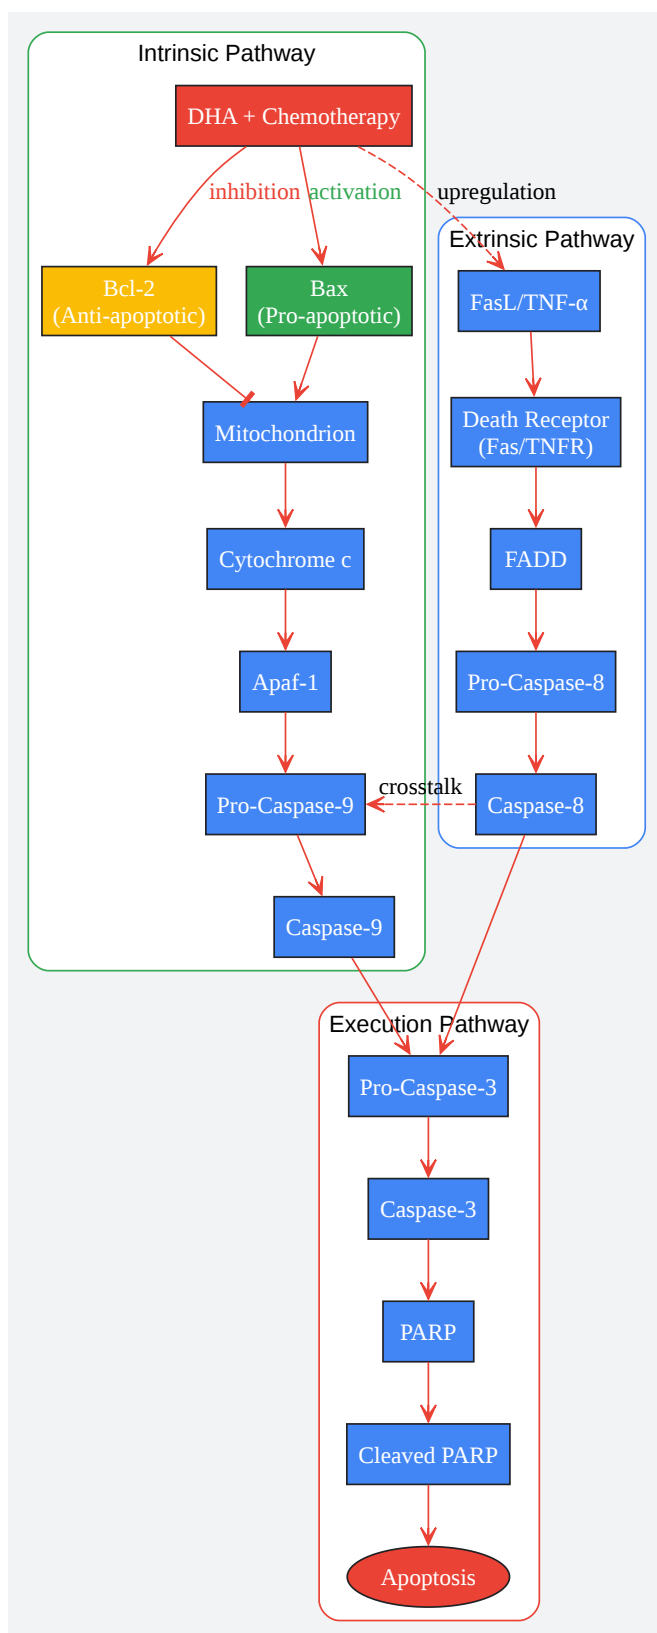 Intrinsic Pathway
DHA + Chemotherapy
inhibition
activation
upregulation
Extrinsic Pathway
Bcl-2
(Anti-apoptotic)
Bax
(Pro-apoptotic)
FasL/TNF-α
Mitochondrion
Death Receptor
(Fas/TNFR)
Cytochrome c
FADD
Apaf-1
Pro-Caspase-8
crosstalk
Pro-Caspase-9
Caspase-8
Caspase-9
Execution Pathway
Pro-Caspase-3
Caspase-3
PARP
Cleaved PARP
Apoptosis